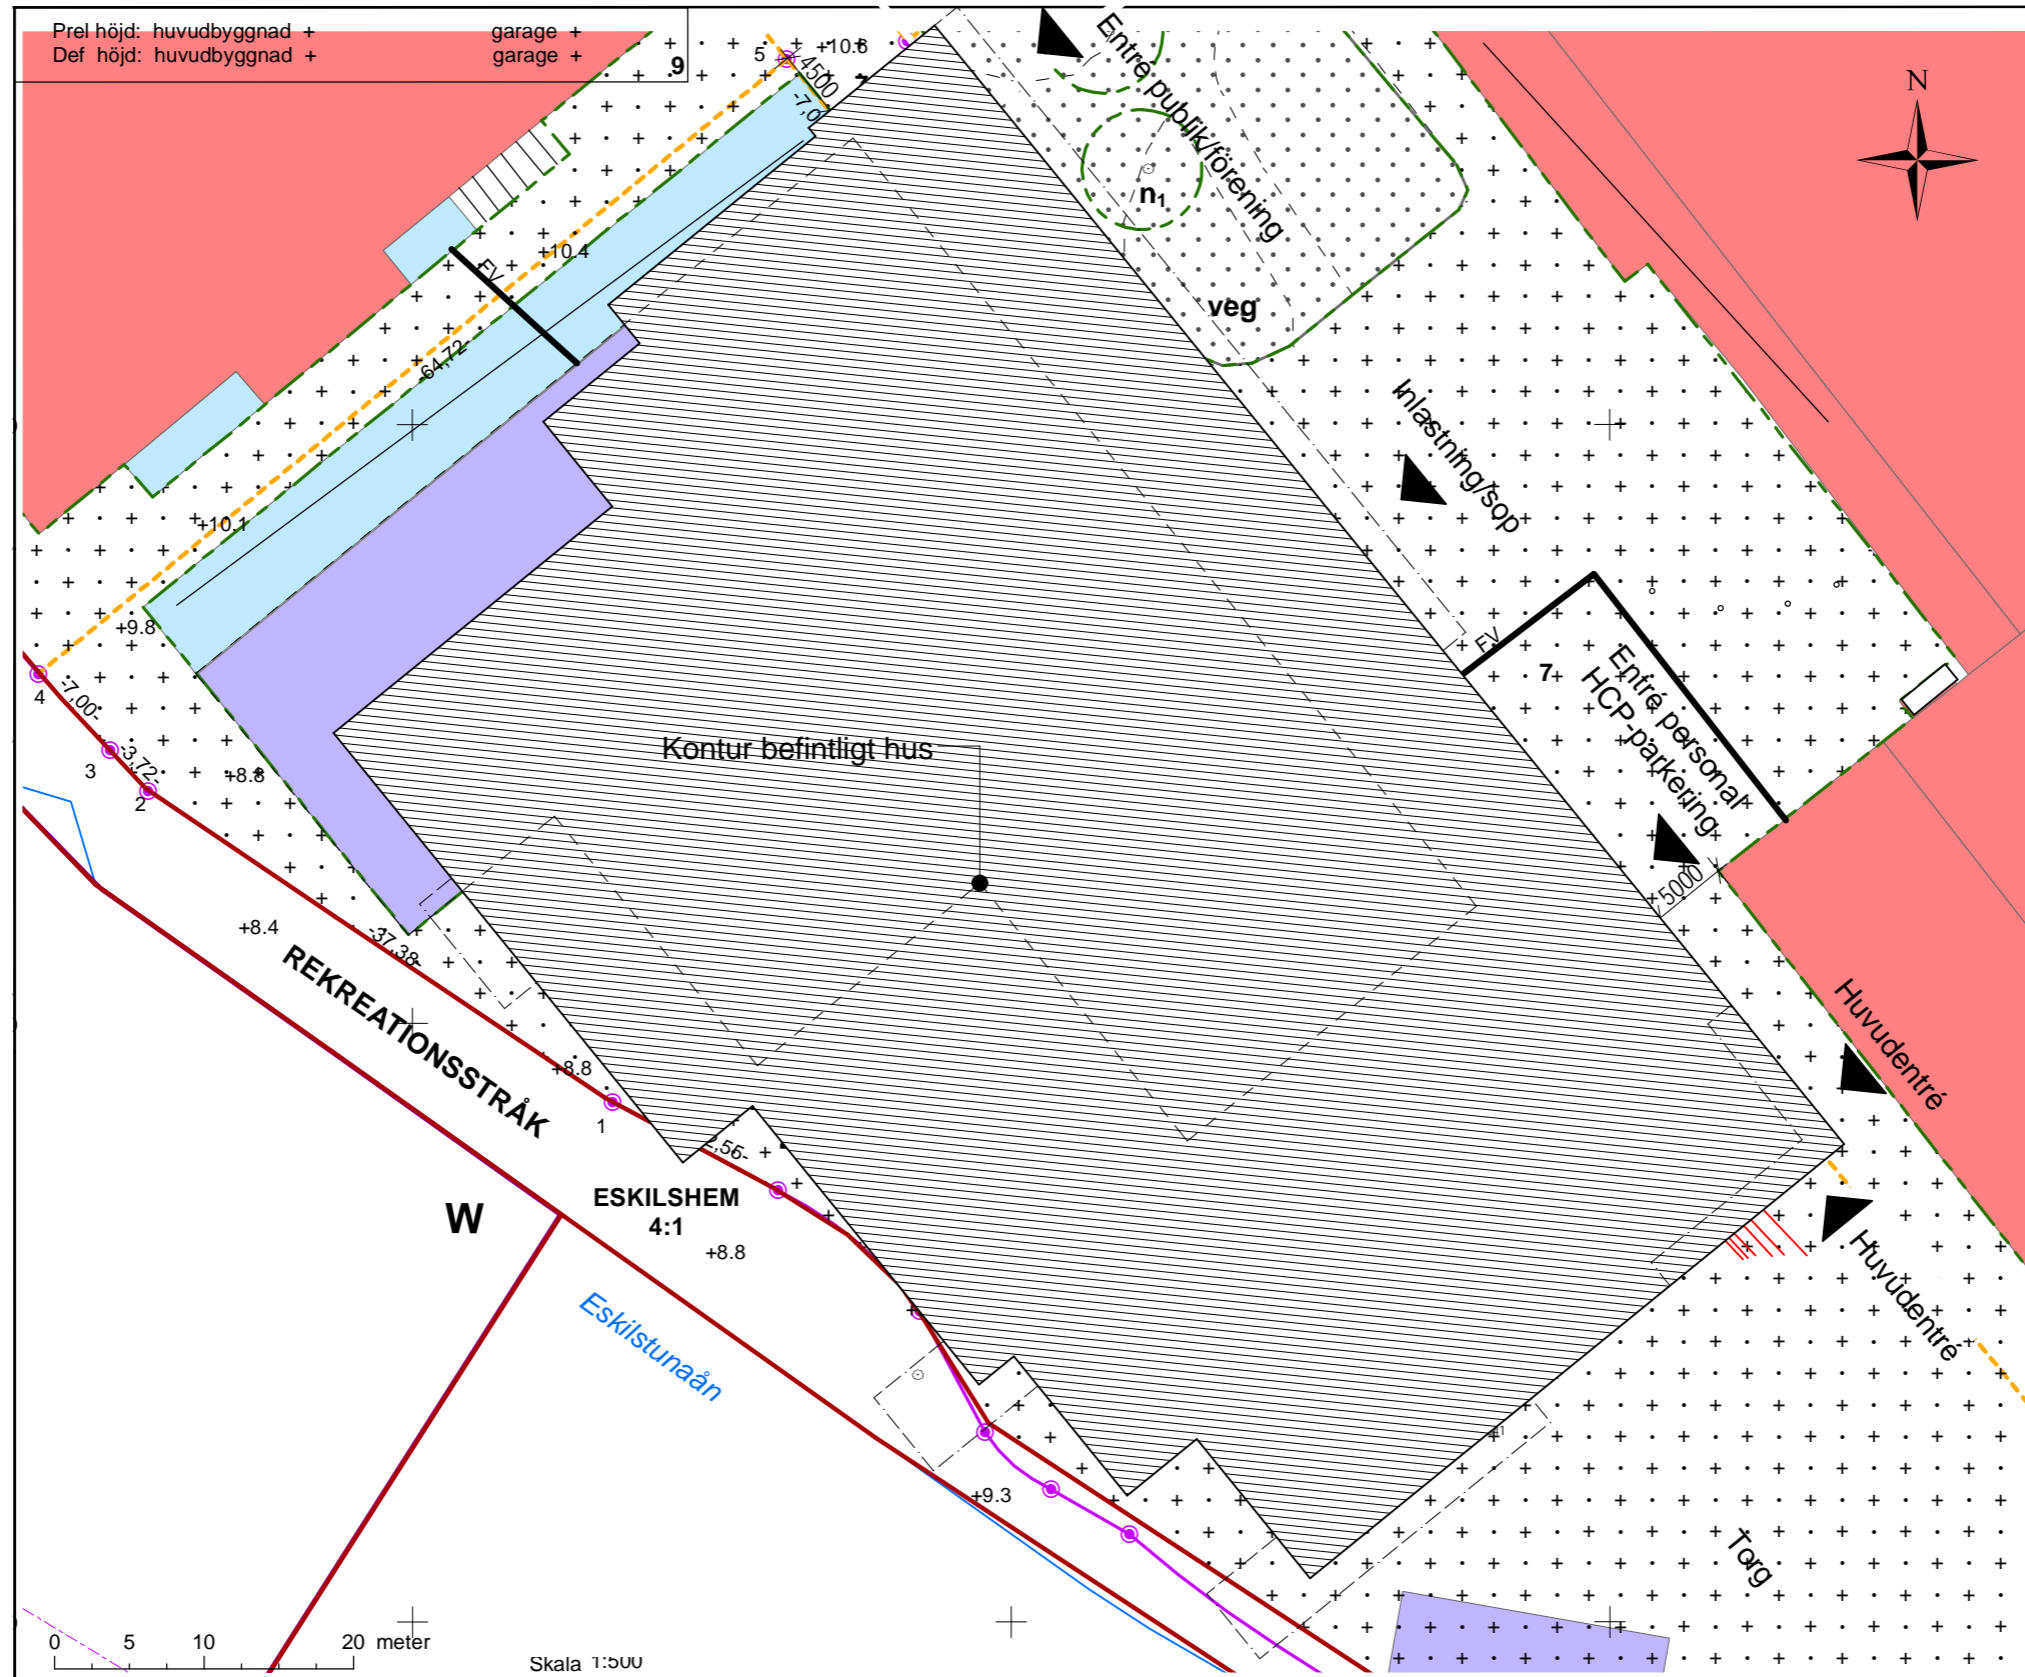 Prel höjd: huvudbyggnad + garage +
Def höjd: huvudbyggnad + garage +
9
5
+10.6
4500
-7,0
N
Entré publik/förening
n1
veg
+10.4
FV
-64,72-
+10.1
+9.8
4
-7,00-
3
-3,72-
2
+8.8
Inlastning/sop
FV
7
Entré personal
HCP-parkering
Kontur befintligt hus
5000
+8.4
-37,38-
REKREATIONSSTRÅK
+8.8
1
2,56-
Huvudentré
Huvudentré
W
ESKILSHEM
4:1
+8.8
Eskilstunaån
+9.3
Torg
0 5 10 20 meter
Skala 1:500